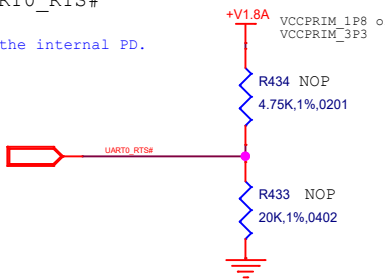 RT0_RTS#
the internal PD.
+V1.8A
VCCPRIM_1P8 o
VCCPRIM_3P3
R434 NOP
4.75K,1%,0201
UART0_RTS#
R433 NOP
20K,1%,0402